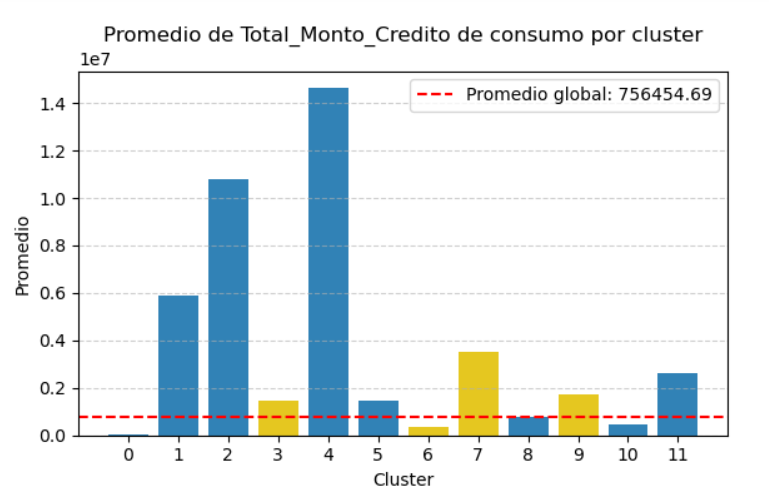 Promedio de Total_Monto_Credito de consumo por cluster
1e7
Promedio global: 756454.69
1.4
1.2
1.0
0.8
0.6
0.4
0.2
0.0
Promedio
0 1 2 3 4 5 6 7 8 9 10 11
Cluster